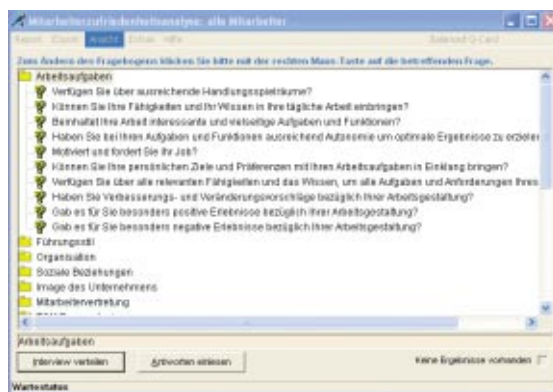 Mitarbeiterzufriedenheitsanalyse: alle Mitarbeiter
Report Ansicht Extras Hilfe
Zum Ändern des Fragebogens klicken Sie bitte mit der rechten Maus-Taste auf die betreffenden Frage.
Arbeitsaufgaben
Verfügen Sie über ausreichende Handlungsspielräume?
Können Sie Ihre Fähigkeiten und Ihr Wissen in Ihre tägliche Arbeit einbringen?
Beinhaltet Ihre Arbeit interessante und vielseitige Aufgaben und Funktionen?
Haben Sie bei Ihren Aufgaben und Funktionen ausreichend Autonomie um optimale Ergebnisse zu erzielen
Motiviert und fordert Sie ihr Job?
Können Sie Ihre persönlichen Ziele und Präferenzen mit Ihren Arbeitsaufgaben in Einklang bringen?
Verfügen Sie über alle relevanten Fähigkeiten und das Wissen, um alle Aufgaben und Anforderungen Ihres
Haben Sie Verbesserungs- und Veränderungsvorschläge bezüglich Ihrer Arbeitsgestaltung?
Gab es für Sie besonders positive Erlebnisse bezüglich Ihrer Arbeitsgestaltung?
Gab es für Sie besonders negative Erlebnisse bezüglich Ihrer Arbeitsgestaltung?
Führungsstil
Organisation
Soziale Beziehungen
Image des Unternehmens
Mitarbeitervertretung
Arbeitsaufgaben
Interview verteilen Antworten einlesen Keine Ergebnisse vorhanden
Wartestatus